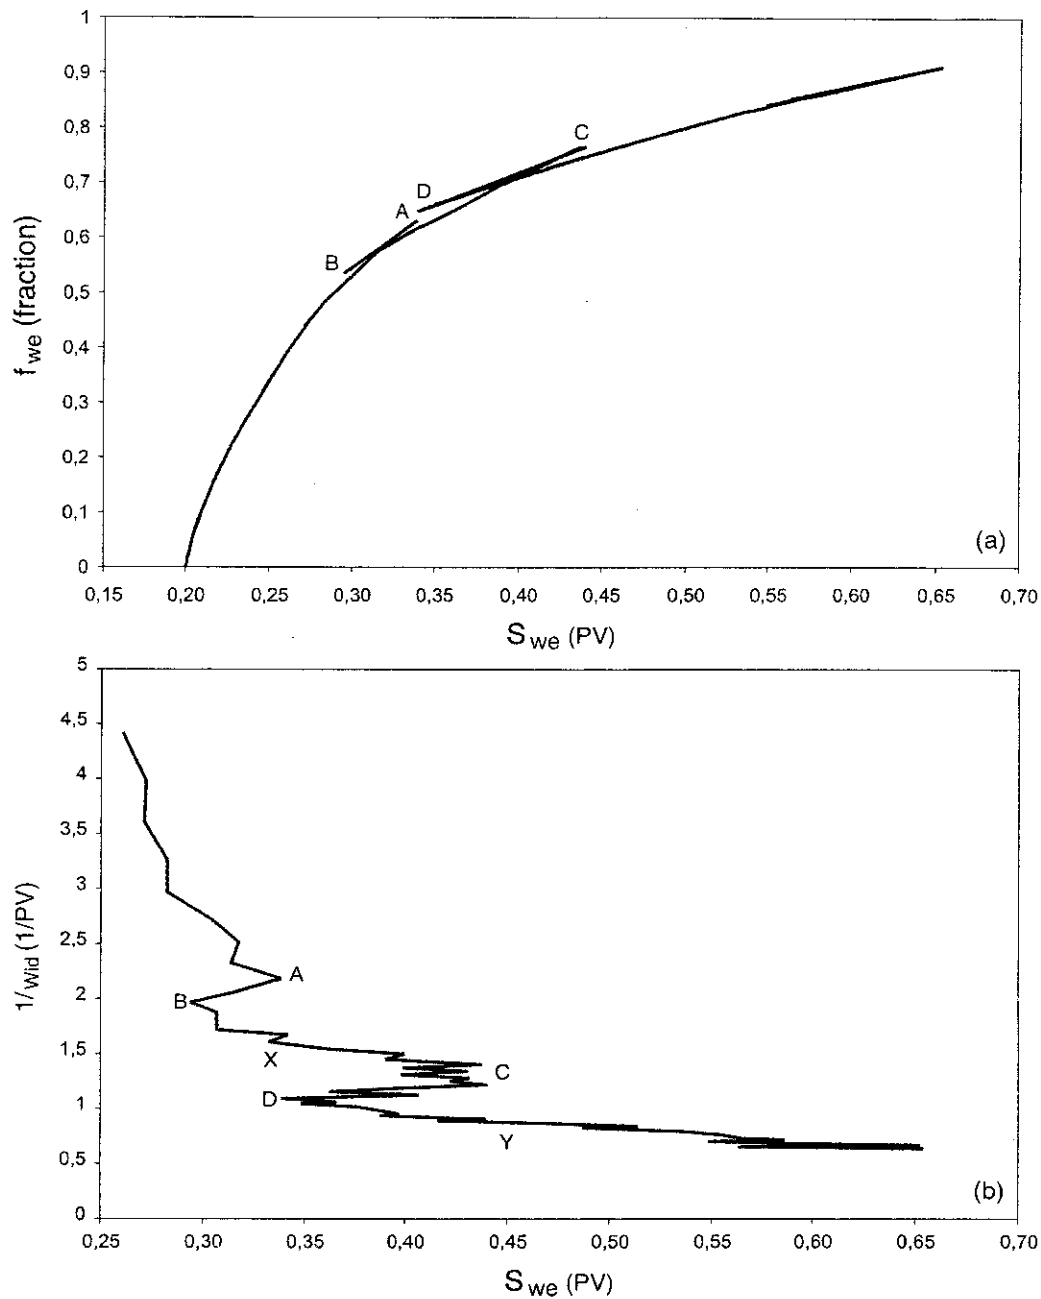 1
0,9
0,8
0,7
0,6
0,5
0,4
0,3
0,2
0,1
0
f we (fraction)
C
D
A
B
(a)
0,15 0,20 0,25 0,30 0,35 0,40 0,45 0,50 0,55 0,60 0,65 0,70
S we (PV)
5
4,5
4
3,5
3
2,5
2
1,5
1
0,5
0
1/Wid (1/PV)
A
B
X
C
D
Y
(b)
0,25 0,30 0,35 0,40 0,45 0,50 0,55 0,60 0,65 0,70
S we (PV)